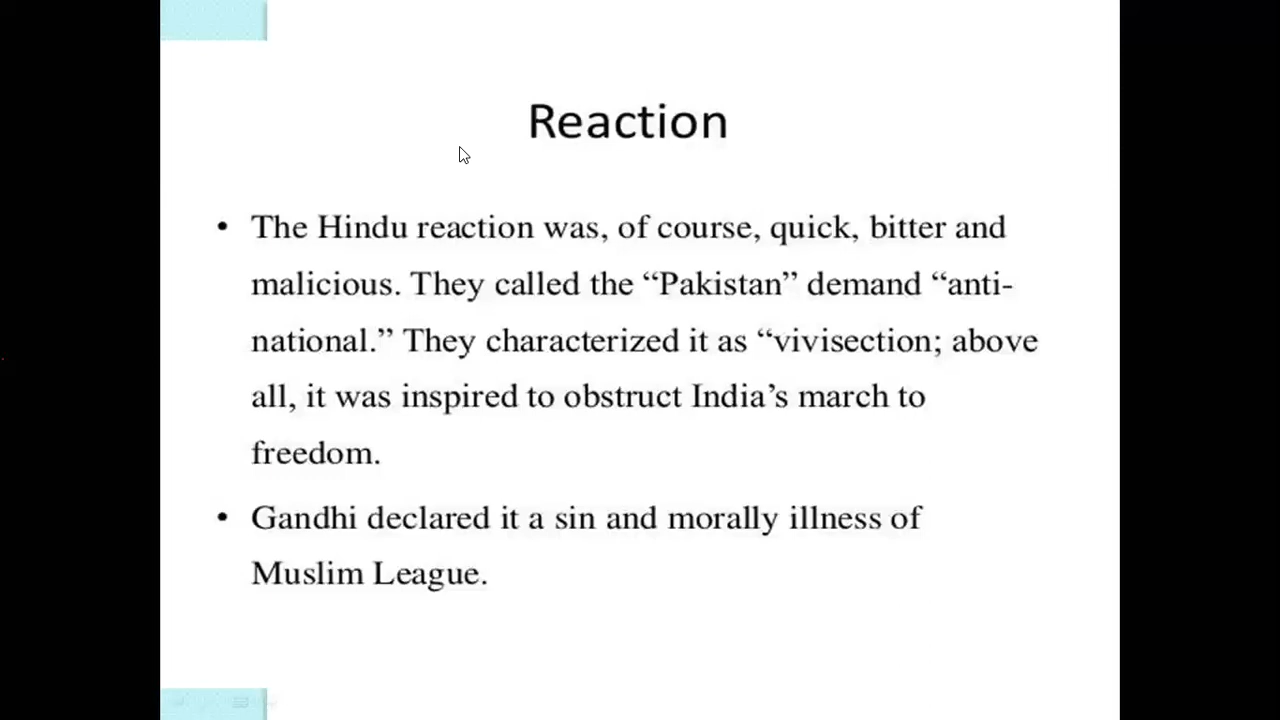 Reaction
• The Hindu reaction was, of course, quick, bitter and
malicious. They called the “Pakistan” demand “anti-
national.” They characterized it as “vivisection; above
all, it was inspired to obstruct India’s march to
freedom.
• Gandhi declared it a sin and morally illness of
Muslim League.